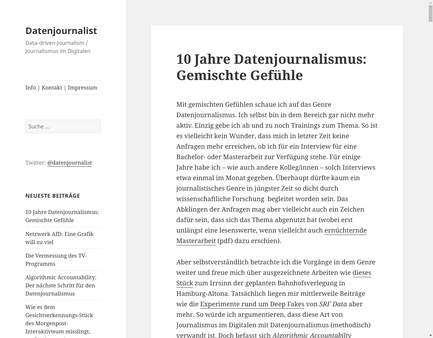 Datenjournalist
Data-driven-Journalism /
Journalismus im Digitalen
Info | Kontakt | Impressum
Suche ...
Twitter: @datenjournalist
NEUESTE BEITRÄGE
10 Jahre Datenjournalismus:
Gemischte Gefühle
Netzwerk AfD: Eine Grafik
will zu viel
Die Vermessung des TV-
Programms
Algorithmic Accountability:
Der nächste Schritt für den
Datenjournalismus
Wie es dem
Gesichtserkennungs-Stück
des Morgenpost-
Interaktivteam misslingt,
10 Jahre Datenjournalismus:
Gemischte Gefühle
Mit gemischten Gefühlen schaue ich auf das Genre
Datenjournalismus. Ich selbst bin in dem Bereich gar nicht mehr
aktiv. Einzig gebe ich ab und zu noch Trainings zum Thema. So ist
es vielleicht kein Wunder, dass mich in letzter Zeit keine
Anfragen mehr erreichen, ob ich für ein Interview für eine
Bachelor- oder Masterarbeit zur Verfügung stehe. Für einige
Jahre habe ich – wie auch andere Kolleg/innen – solch Interviews
etwa einmal im Monat gegeben. Überhaupt dürfte kaum ein
journalistisches Genre in jüngster Zeit so dicht durch
wissenschaftliche Forschung begleitet worden sein. Das
Abklingen der Anfragen mag aber vielleicht auch ein Zeichen
dafür sein, dass sich das Thema abgenutzt hat (wobei erst
unlängst eine lesenswerte, wenn vielleicht auch ernüchternde
Masterarbeit (pdf) dazu erschien).
Aber selbstverständlich betrachte ich die Vorgänge in dem Genre
weiter und freue mich über ausgezeichnete Arbeiten wie dieses
Stück zum Irrsinn der geplanten Bahnhofsverlegung in
Hamburg-Altona. Tatsächlich liegen mir mittlerweile Beiträge
wie die Experimente rund um Deep Fakes von SRF Data aber
mehr. So würde ich argumentieren, dass diese Art von
Journalismus im Digitalen mit Datenjournalismus (methodisch)
verwandt ist. Doch befasst sich Algorithmic Accountabilty